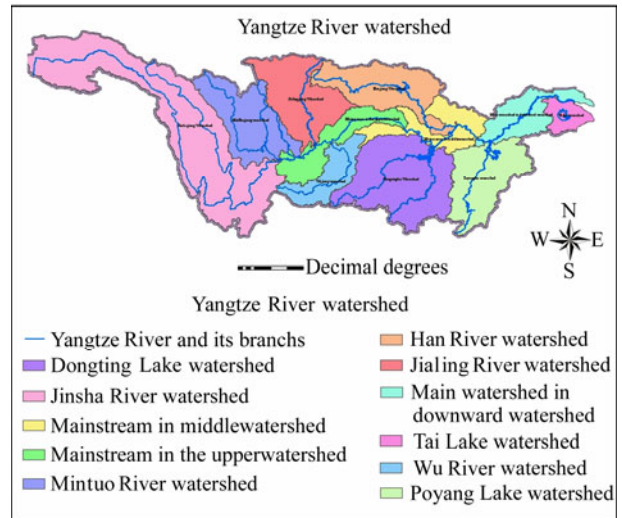 Yangtze River watershed
N
W E
S
Decimal degrees
Yangtze River watershed
Yangtze River and its branchs
Dongting Lake watershed
Jinsha River watershed
Mainstream in middlewatershed
Mainstream in the upperwatershed
Mintuo River watershed
Han River watershed
Jialing River watershed
Main watershed in
downward watershed
Tai Lake watershed
Wu River watershed
Poyang Lake watershed